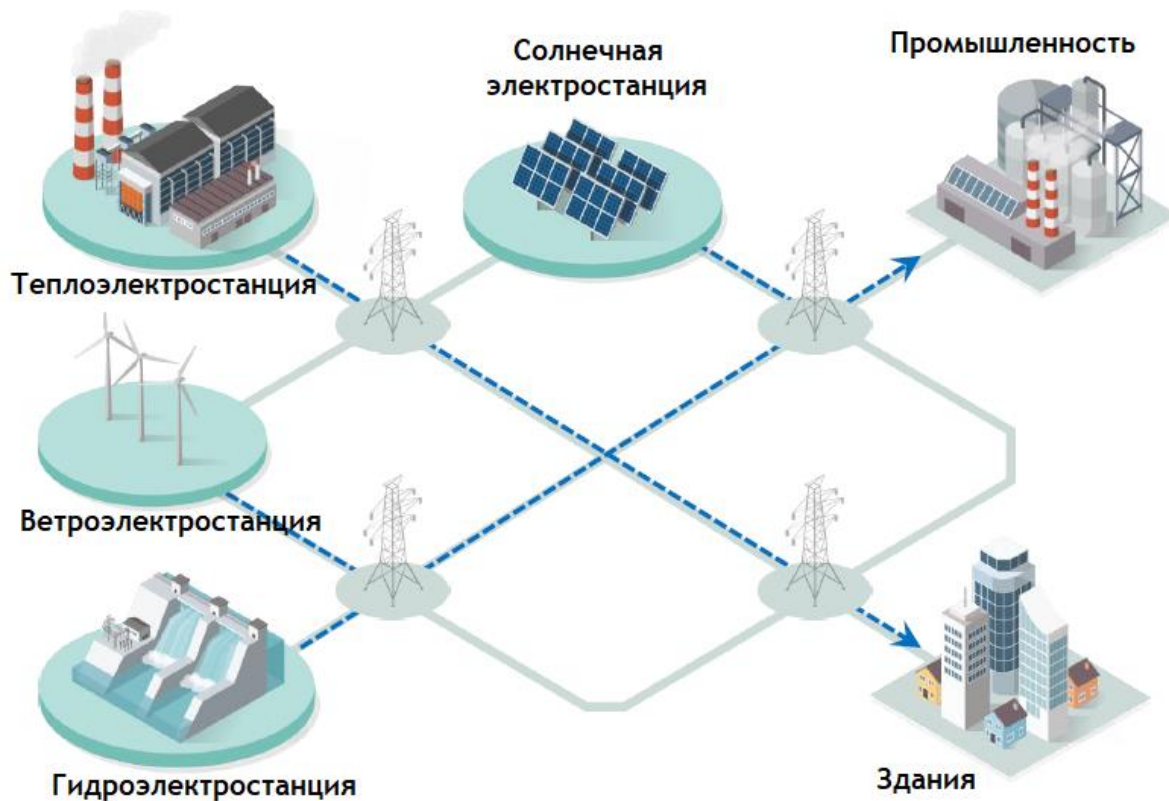 Солнечная
электростанция
Промышленность
Теплоэлектростанция
Ветроэлектростанция
Гидроэлектростанция
Здания